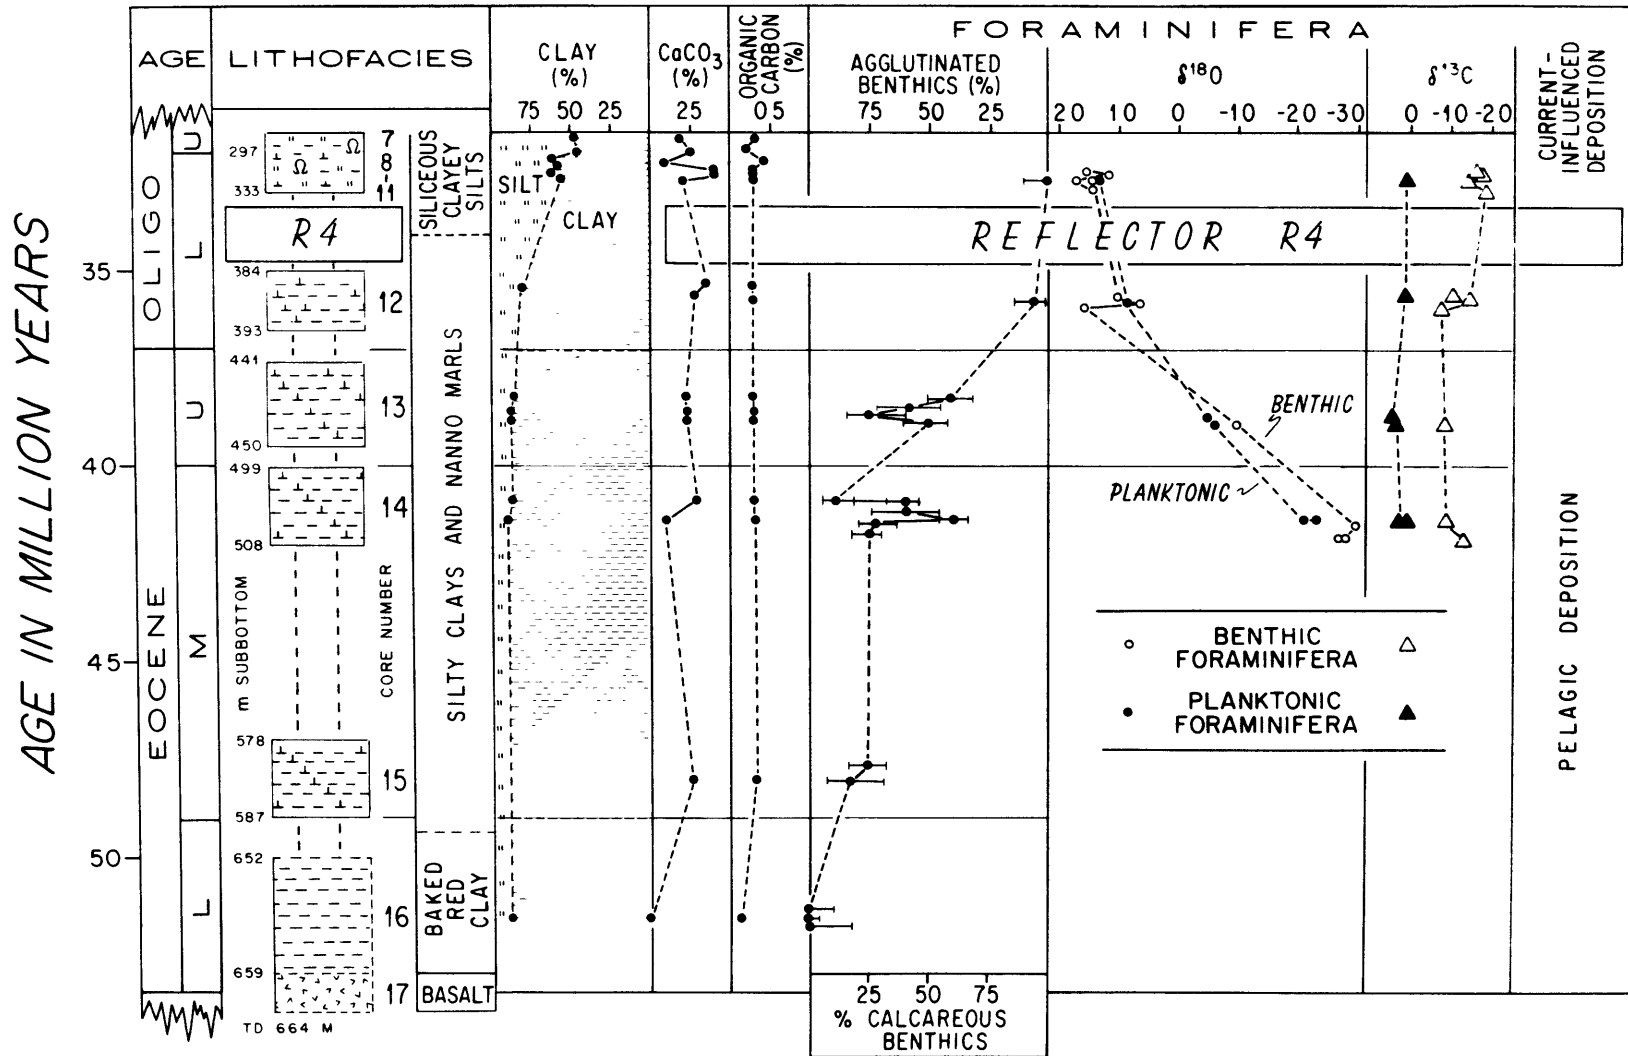 AGE IN MILLION YEARS
35
40
45
50
AGE
OLIGO
U
L
EOCENE
U
M
L
LITHOFACIES
297
333
R4
384
393
441
450
499
508
m SUBBOTTOM
578
587
652
659
TD 664 M
7
8
11
12
13
14
CORE NUMBER
15
16
17
SILICEOUS
CLAYEY
SILTS
SILTY CLAYS AND NANNO MARLS
BAKED
RED
CLAY
BASALT
CLAY
(%)
75 50 25
SILT
CLAY
CaCO3
(%)
25
ORGANIC
CARBON
(%)
0.5
FORAMINIFERA
AGGLUTINATED
BENTHICS (%)
75 50 25
δ18O
20 10 0 -10 -20 -30
δ13C
0 -10 -20
REFLECTOR R4
BENTHIC
PLANKTONIC
BENTHIC
FORAMINIFERA
PLANKTONIC
FORAMINIFERA
25 50 75
% CALCAREOUS
BENTHICS
CURRENT-
INFLUENCED
DEPOSITION
PELAGIC DEPOSITION